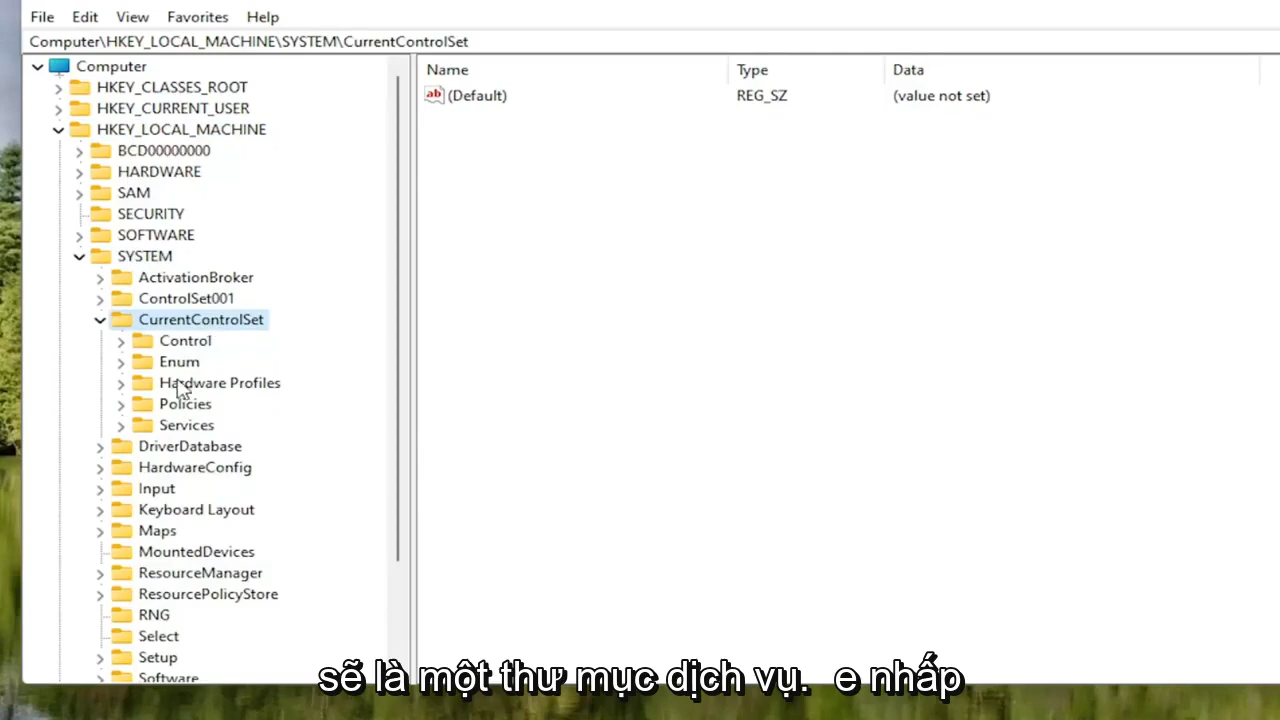 File Edit View Favorites Help
Computer\HKEY_LOCAL_MACHINE\SYSTEM\CurrentControlSet
Computer
HKEY_CLASSES_ROOT
HKEY_CURRENT_USER
HKEY_LOCAL_MACHINE
BCD00000000
HARDWARE
SAM
SECURITY
SOFTWARE
SYSTEM
ActivationBroker
ControlSet001
CurrentControlSet
Control
Enum
Hardware Profiles
Policies
Services
DriverDatabase
HardwareConfig
Input
Keyboard Layout
Maps
MountedDevices
ResourceManager
ResourcePolicyStore
RNG
Select
Setup
Software
Name Type Data
ab (Default) REG_SZ (value not set)
sẽ là một thư mục dịch vụ. e nhấp